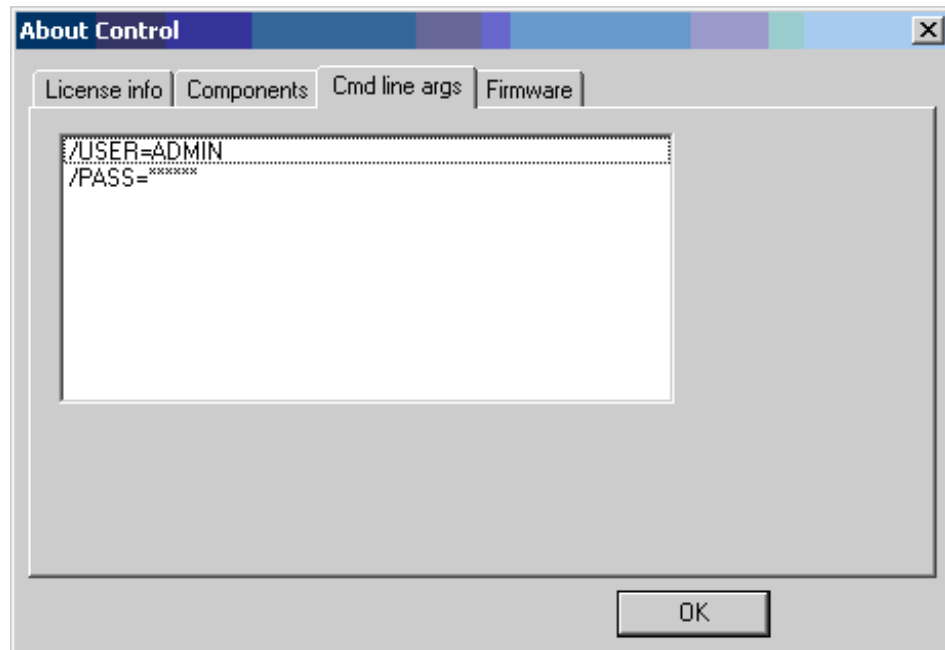 About Control
License info Components Cmd line args Firmware
/USER=ADMIN
/PASS=******
OK